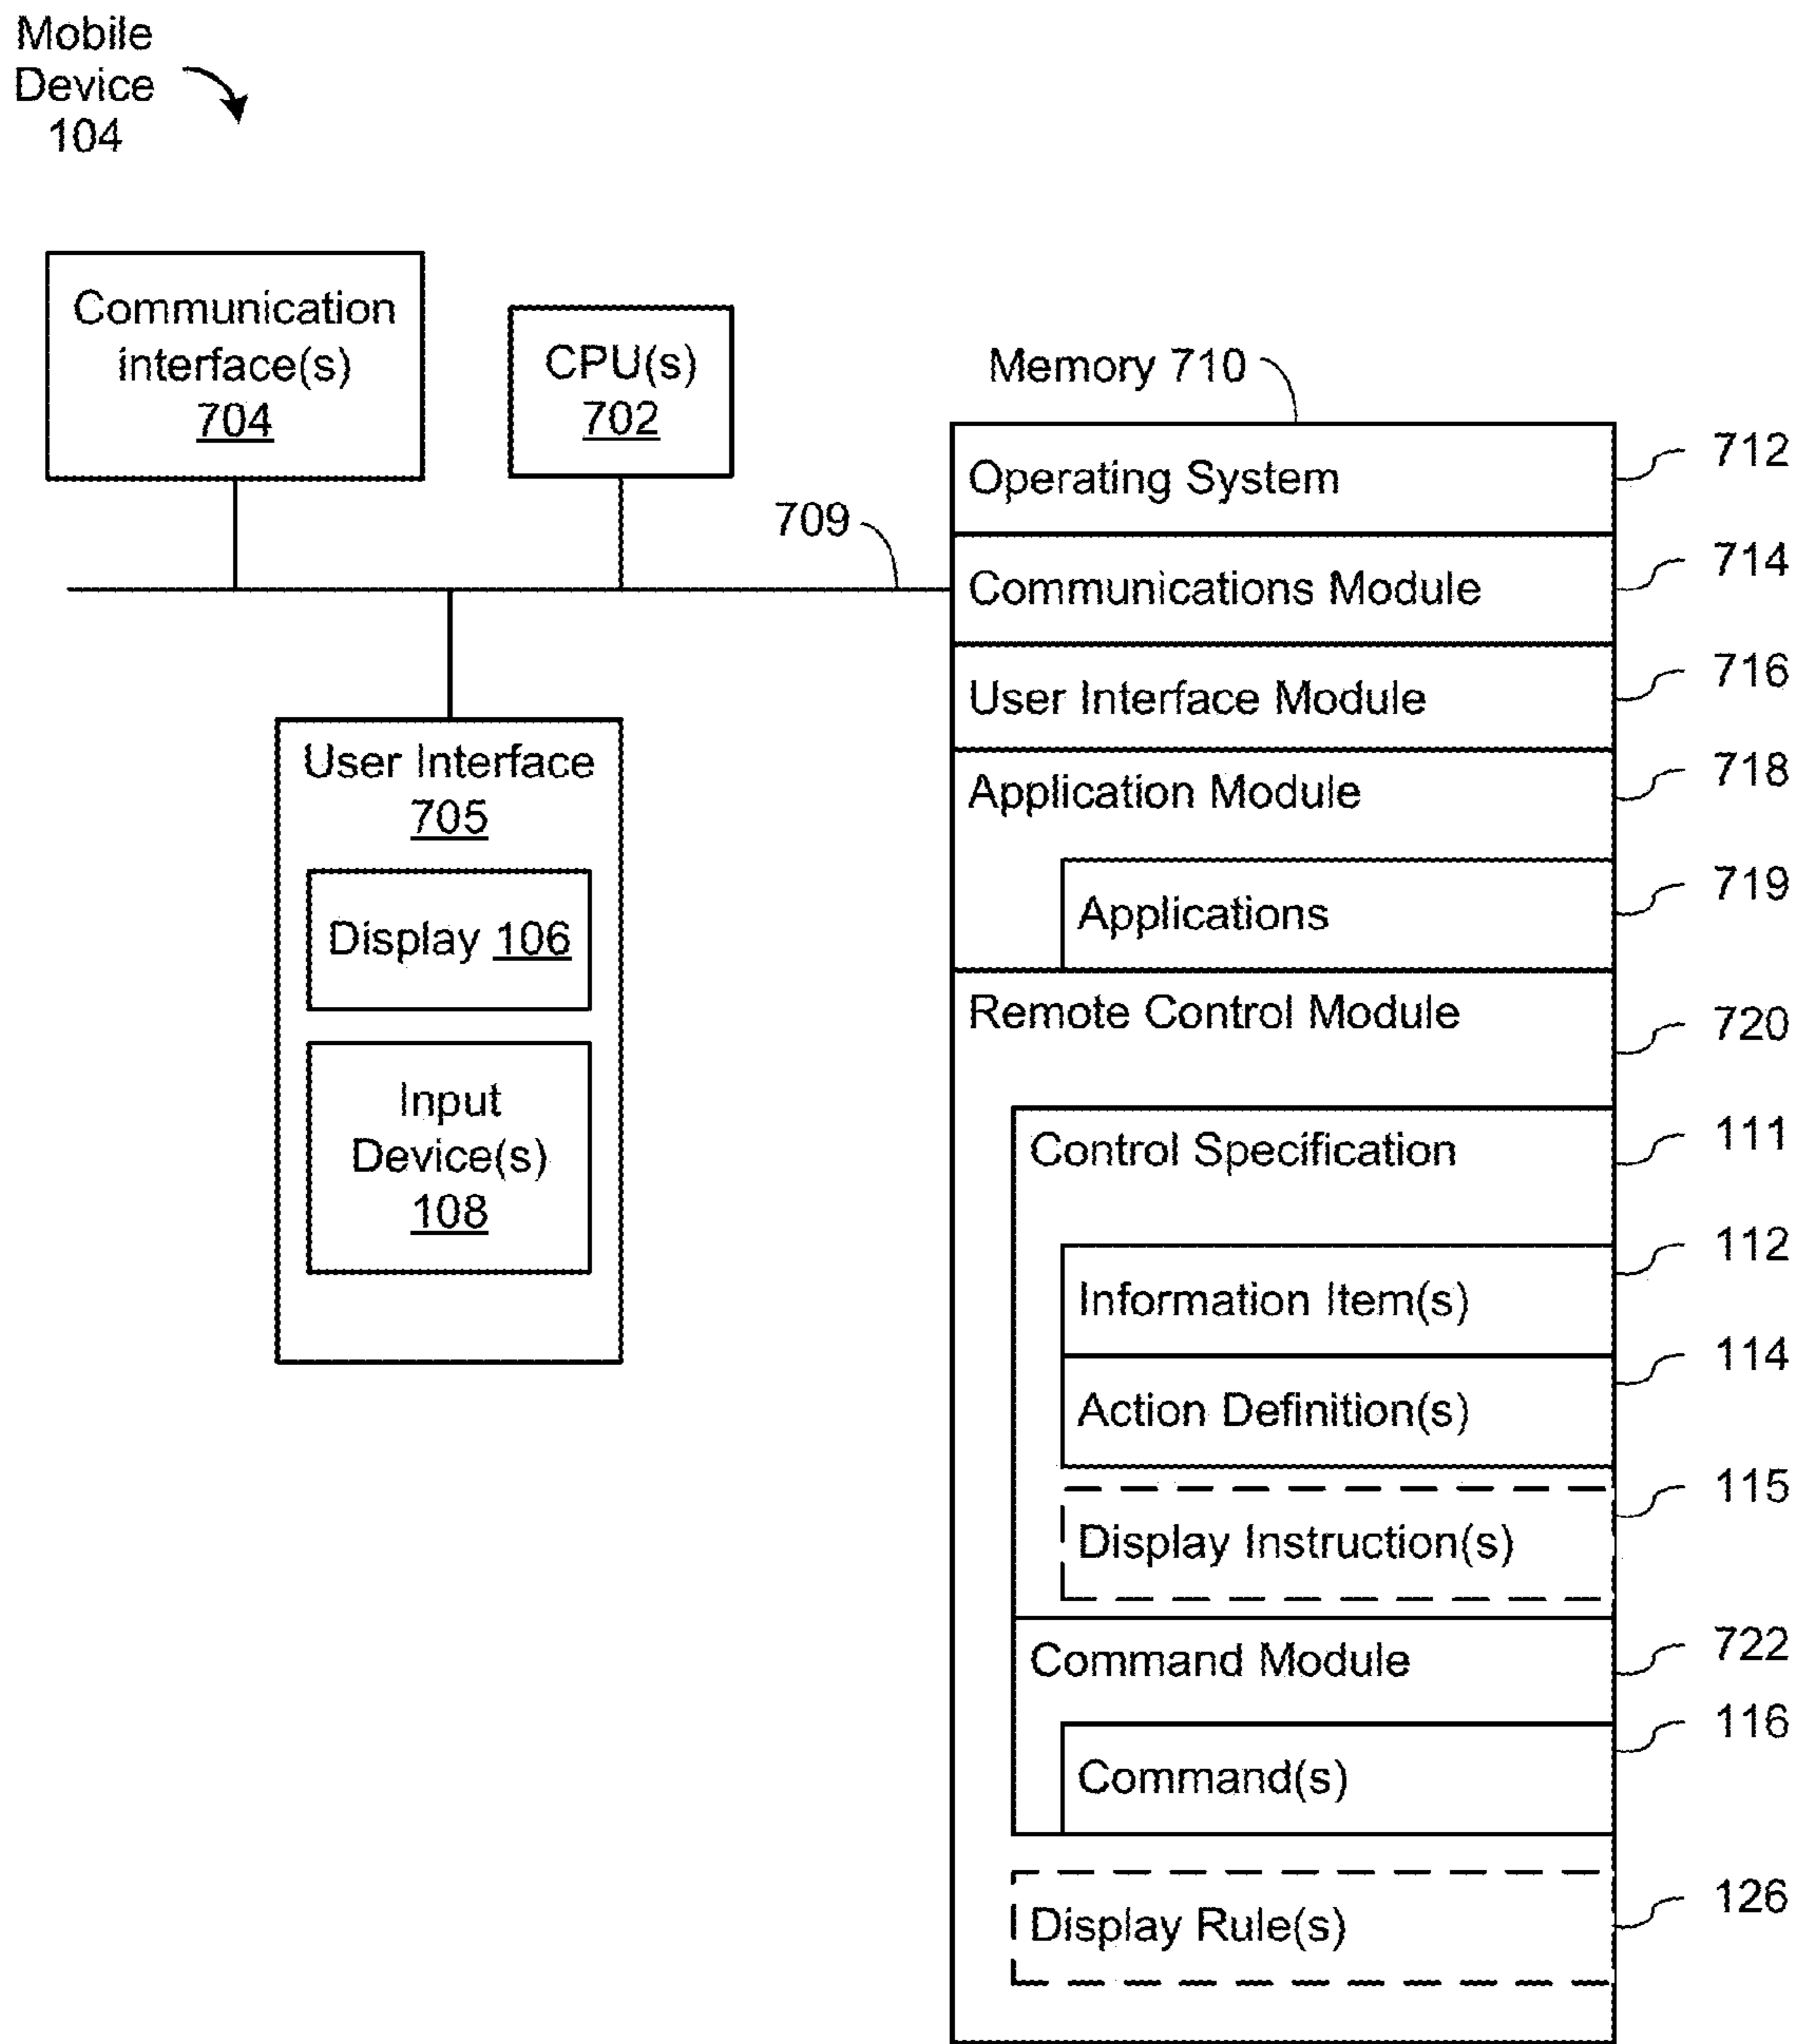 Mobile
Device
104
Communication
interface(s)
704
CPU(s)
702
Memory 710
709
Operating System
712
Communications Module
714
User Interface Module
716
Application Module
718
Applications
719
Remote Control Module
720
Control Specification
111
Information Item(s)
112
Action Definition(s)
114
Display Instruction(s)
115
Command Module
722
Command(s)
116
Display Rule(s)
126
User Interface
705
Display 106
Input
Device(s)
108